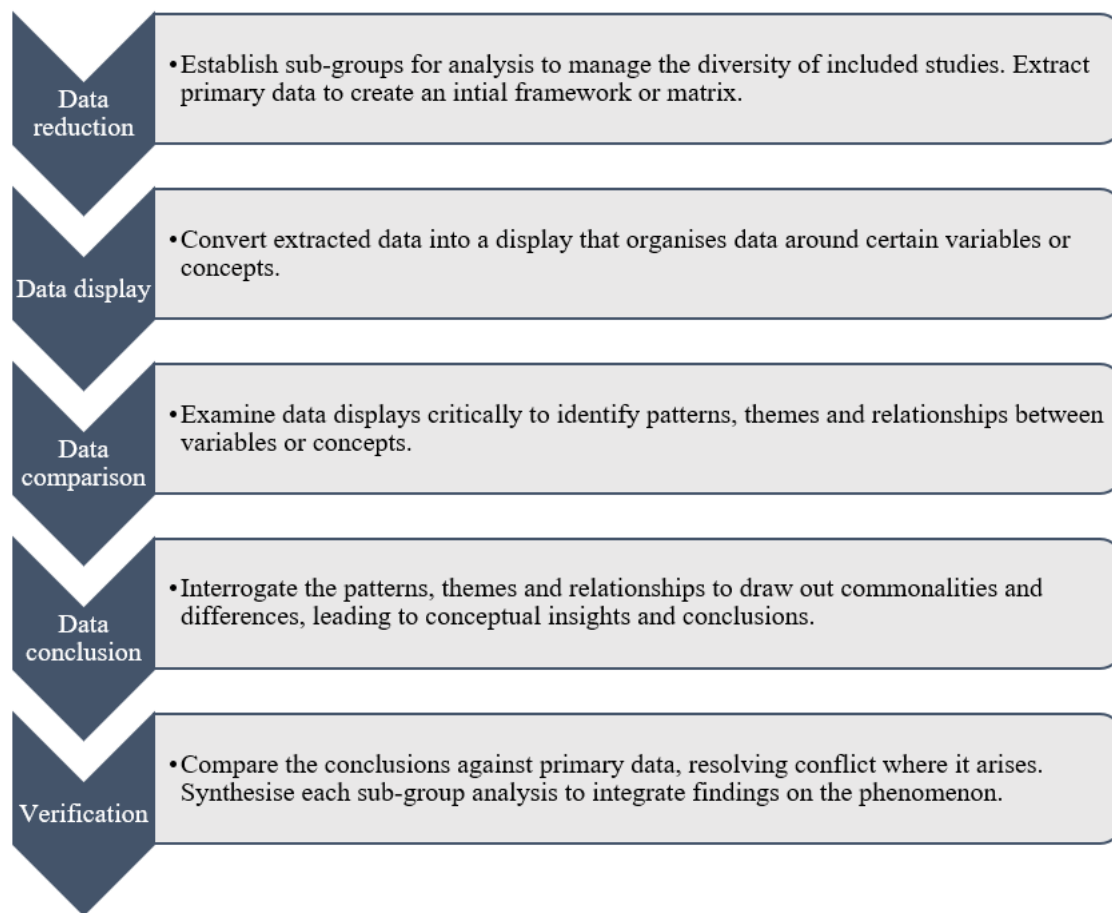 Data
reduction
•Establish sub-groups for analysis to manage the diversity of included studies. Extract
primary data to create an intial framework or matrix.
Data display
•Convert extracted data into a display that organises data around certain variables or
concepts.
Data
comparison
•Examine data displays critically to identify patterns, themes and relationships between
variables or concepts.
Data
conclusion
•Interrogate the patterns, themes and relationships to draw out commonalities and
differences, leading to conceptual insights and conclusions.
Verification
•Compare the conclusions against primary data, resolving conflict where it arises.
Synthesise each sub-group analysis to integrate findings on the phenomenon.